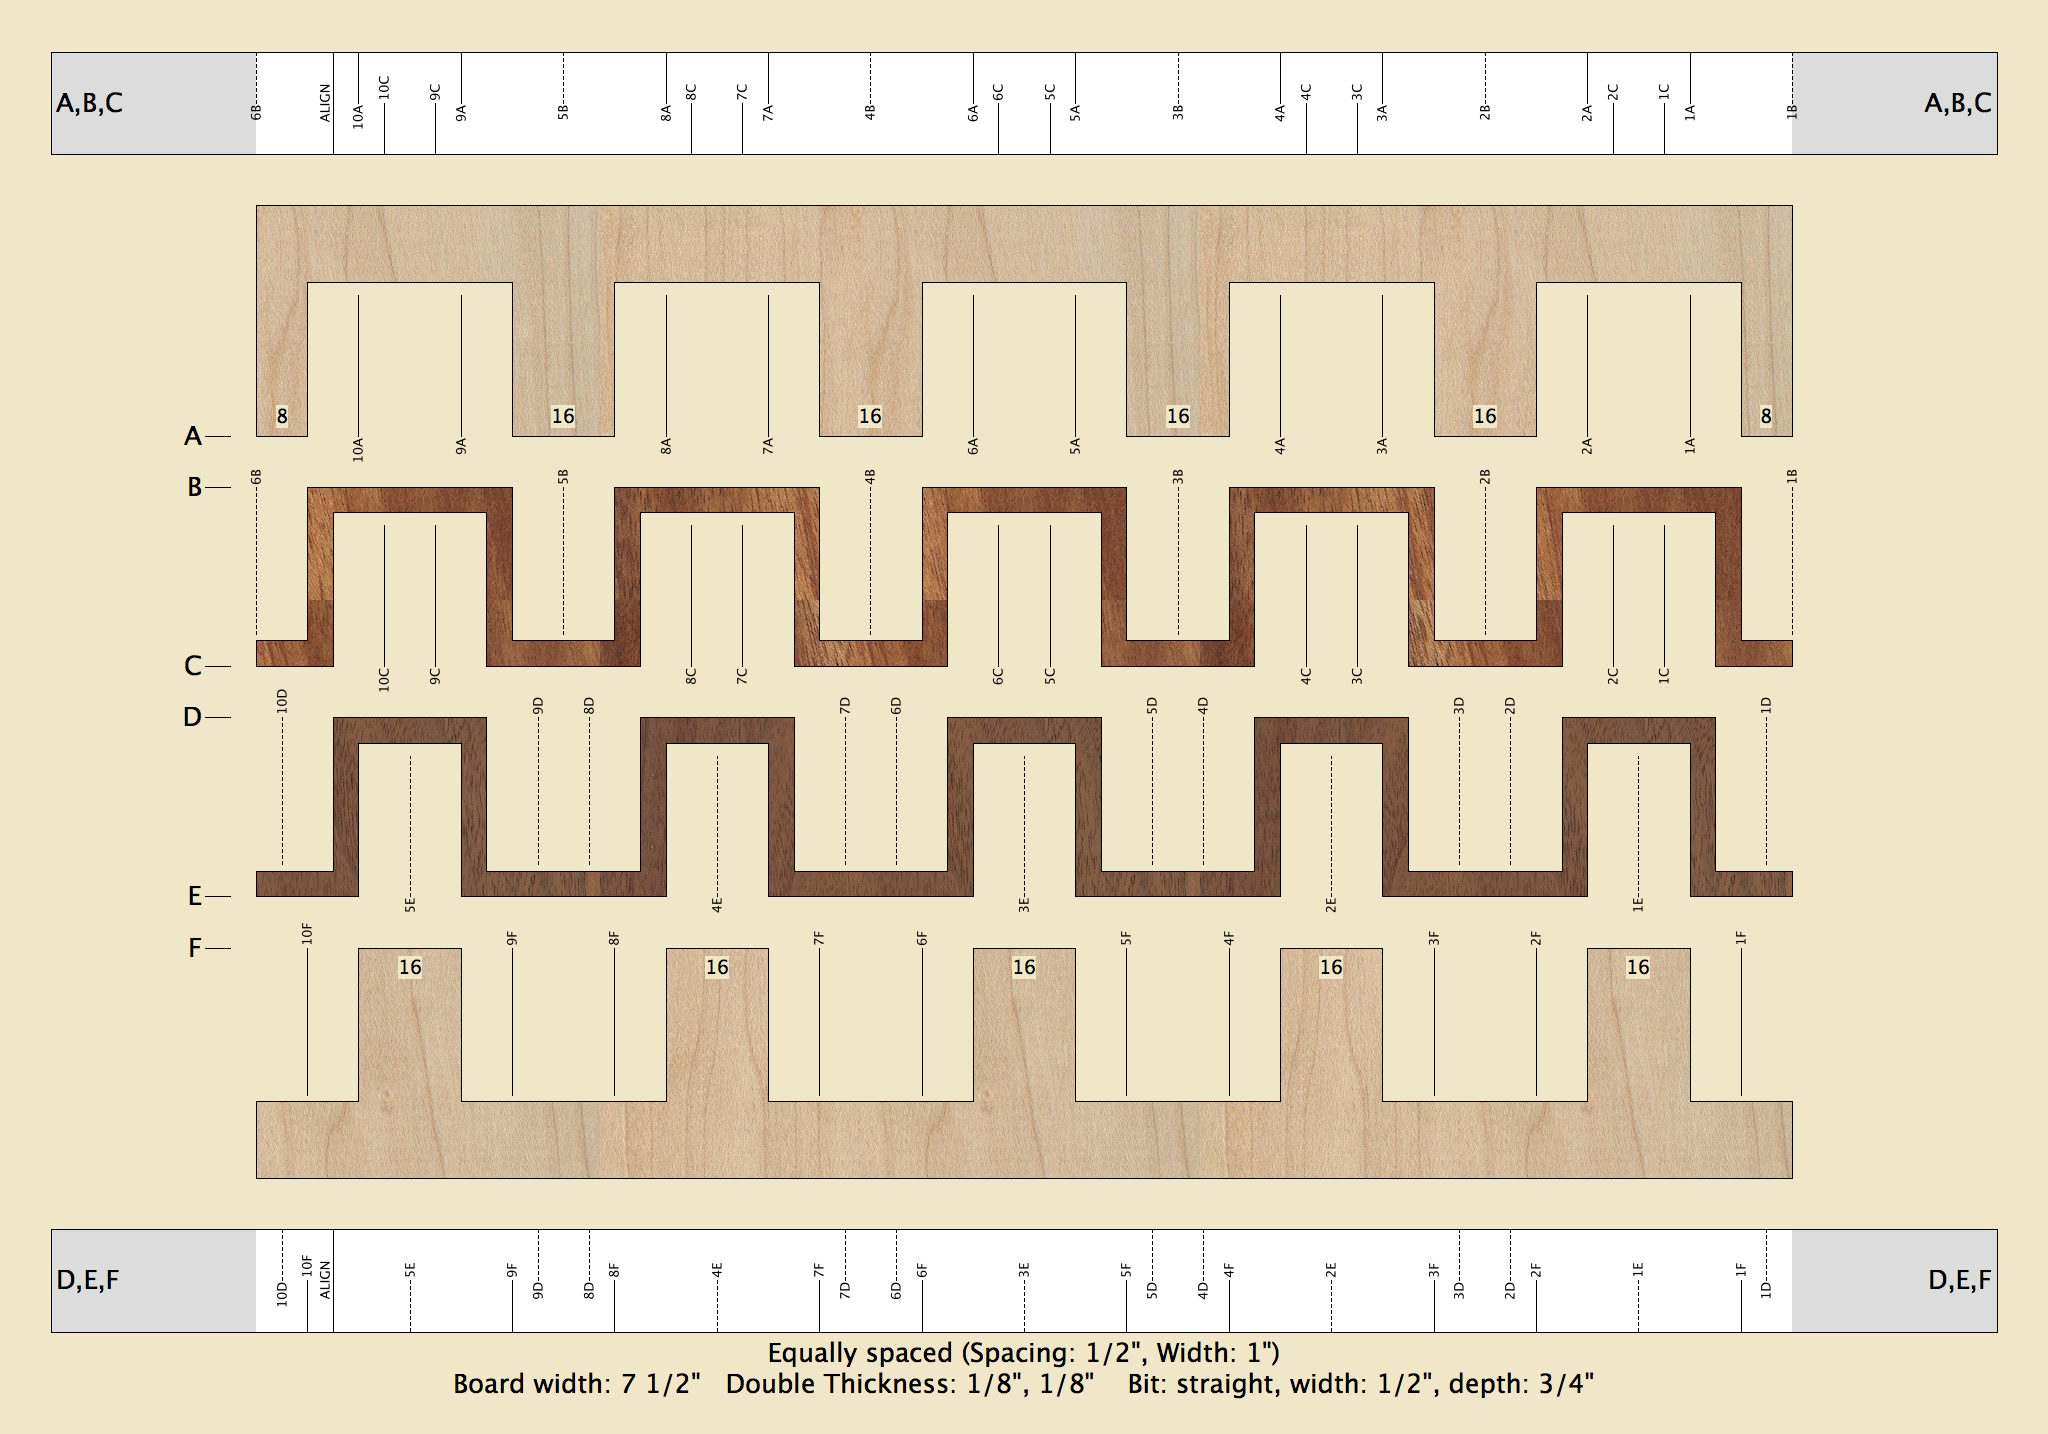 A,B,C
6B ALIGN 10A 10C 9C 9A 5B 8A 8C 7C 7A 4B 6A 6C 5C 5A 3B 4A 4C 3C 3A 2B 2A 2C 1C 1A 1B
A,B,C
8 16 16 16 16 8
A
10A 9A 8A 7A 6A 5A 4A 3A 2A 1A
B
6B 5B 4B 3B 2B 1B
C
10C 9C 8C 7C 6C 5C 4C 3C 2C 1C
10D 9D 8D 7D 6D 5D 4D 3D 2D 1D
D
E
5E 4E 3E 2E 1E
10F 9F 8F 7F 6F 5F 4F 3F 2F 1F
F
16 16 16 16 16
D,E,F
10D 10F ALIGN 5E 9F 9D 8D 8F 4E 7F 7D 6D 6F 3E 5F 5D 4D 4F 2E 3F 3D 2D 2F 1E 1F 1D
D,E,F
Equally spaced (Spacing: 1/2", Width: 1")
Board width: 7 1/2" Double Thickness: 1/8", 1/8" Bit: straight, width: 1/2", depth: 3/4"